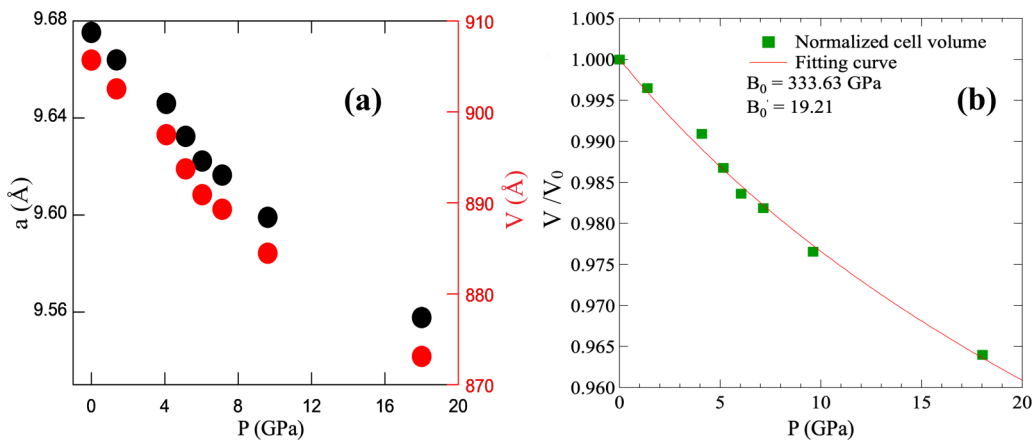 9.68
9.64
9.60
9.56
a (Å)
(a)
910
900
890
880
870
V (Å)
0
4
8
12
16
20
P (GPa)
1.005
1.000
0.995
0.990
0.985
0.980
0.975
0.970
0.965
0.960
V /V0
Normalized cell volume
Fitting curve
B0 = 333.63 GPa
B0' = 19.21
(b)
0
5
10
15
20
P (GPa)